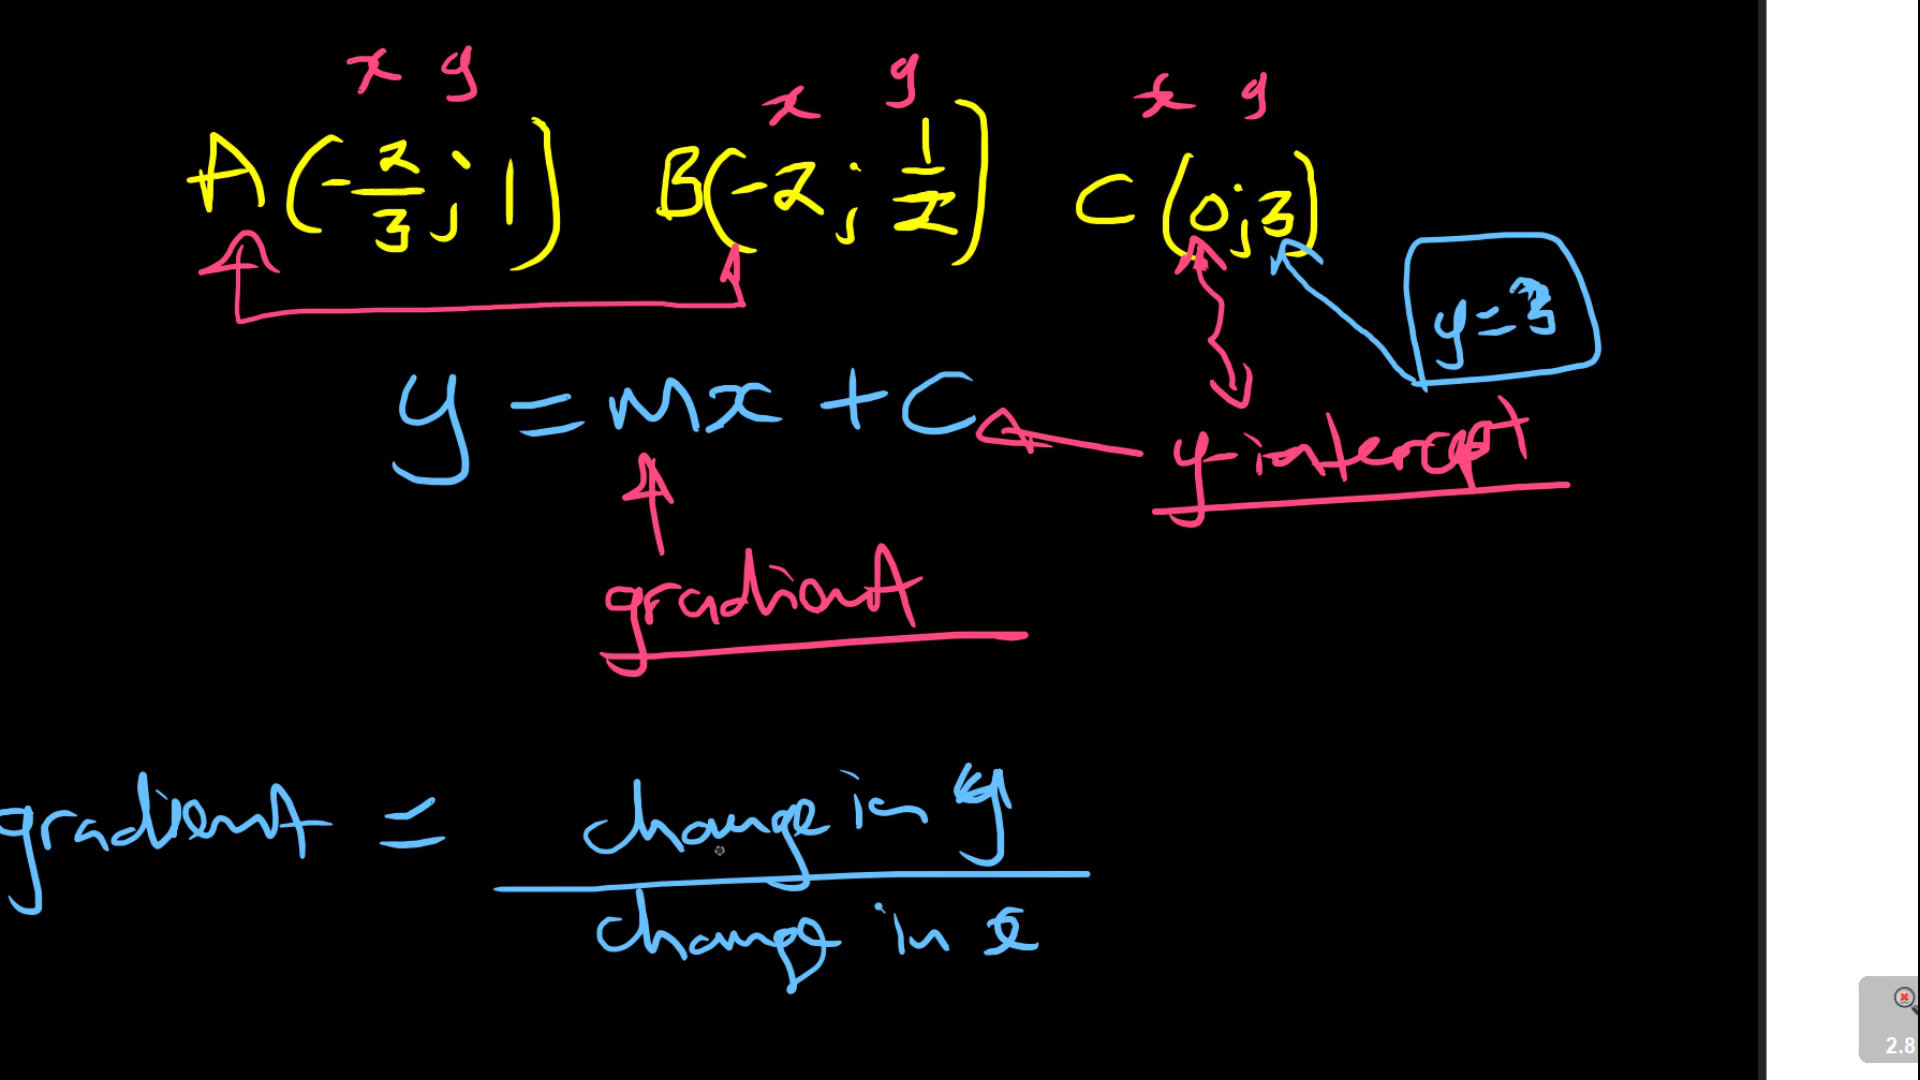 x y x y x y
A(-2/3; 1) B(-2; 1/2) C(0;3)
y=3
y = mx + c
y-intercept
gradient
gradient = change in y
change in x
2.8